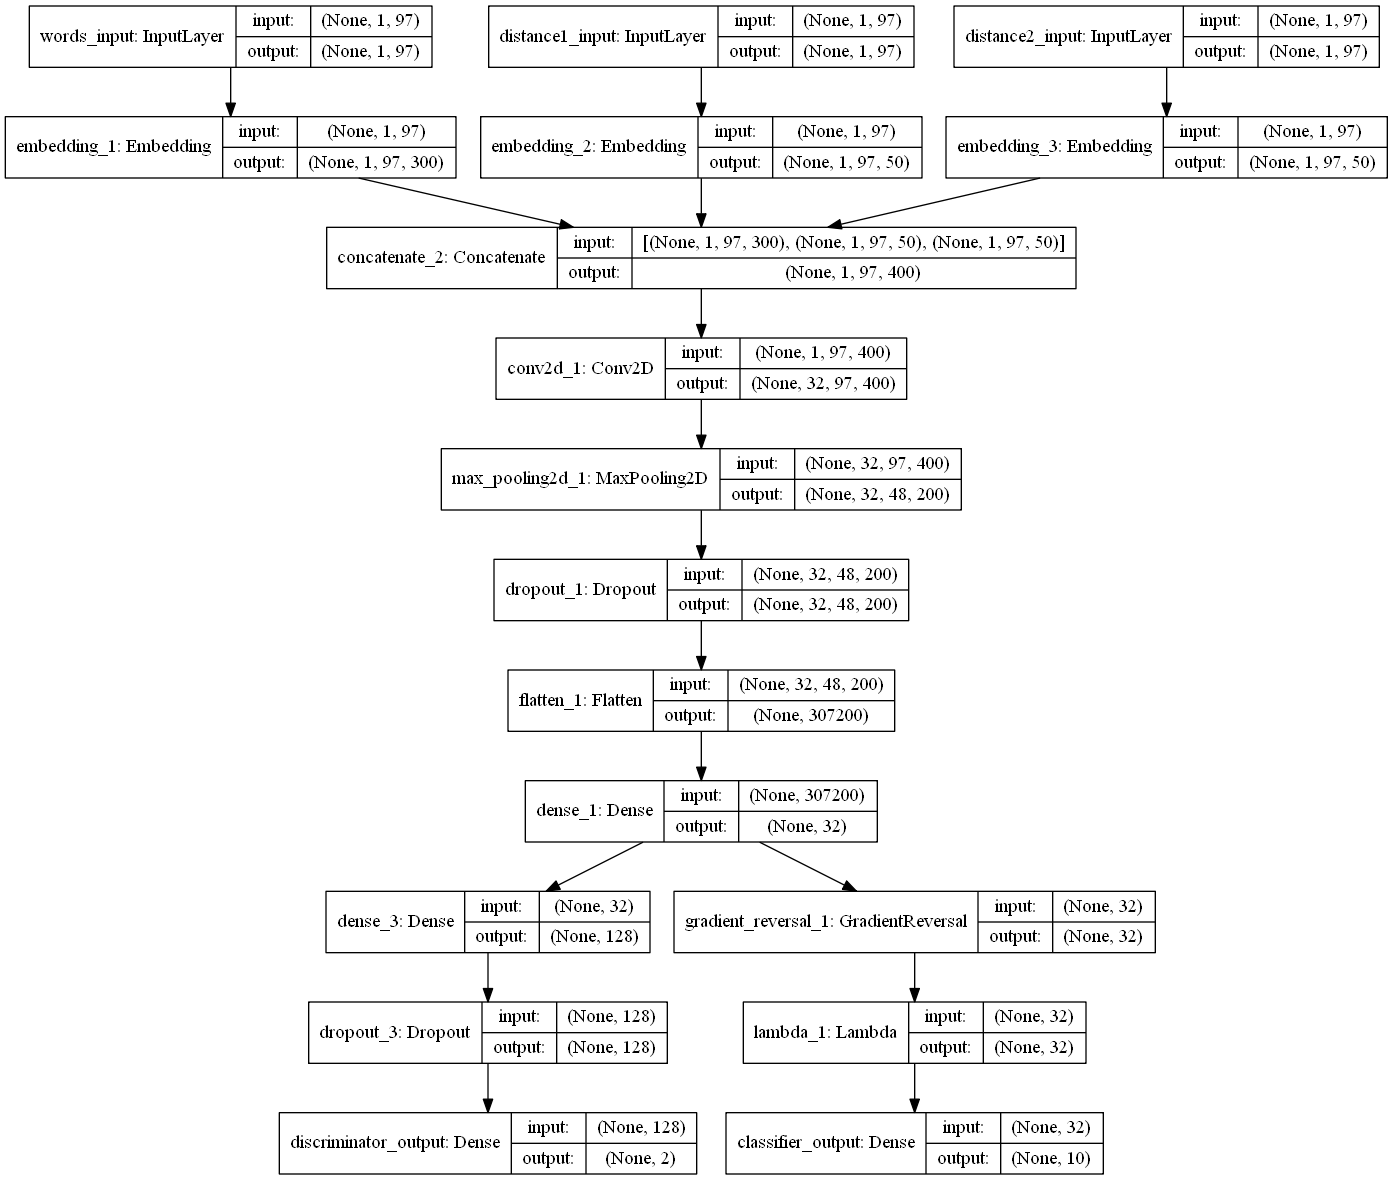 words_input: InputLayer
input: (None, 1, 97)
output: (None, 1, 97)
distance1_input: InputLayer
input: (None, 1, 97)
output: (None, 1, 97)
distance2_input: InputLayer
input: (None, 1, 97)
output: (None, 1, 97)
embedding_1: Embedding
input: (None, 1, 97)
output: (None, 1, 97, 300)
embedding_2: Embedding
input: (None, 1, 97)
output: (None, 1, 97, 50)
embedding_3: Embedding
input: (None, 1, 97)
output: (None, 1, 97, 50)
concatenate_2: Concatenate
input: [(None, 1, 97, 300), (None, 1, 97, 50), (None, 1, 97, 50)]
output: (None, 1, 97, 400)
conv2d_1: Conv2D
input: (None, 1, 97, 400)
output: (None, 32, 97, 400)
max_pooling2d_1: MaxPooling2D
input: (None, 32, 97, 400)
output: (None, 32, 48, 200)
dropout_1: Dropout
input: (None, 32, 48, 200)
output: (None, 32, 48, 200)
flatten_1: Flatten
input: (None, 32, 48, 200)
output: (None, 307200)
dense_1: Dense
input: (None, 307200)
output: (None, 32)
dense_3: Dense
input: (None, 32)
output: (None, 128)
gradient_reversal_1: GradientReversal
input: (None, 32)
output: (None, 32)
dropout_3: Dropout
input: (None, 128)
output: (None, 128)
lambda_1: Lambda
input: (None, 32)
output: (None, 32)
discriminator_output: Dense
input: (None, 128)
output: (None, 2)
classifier_output: Dense
input: (None, 32)
output: (None, 10)